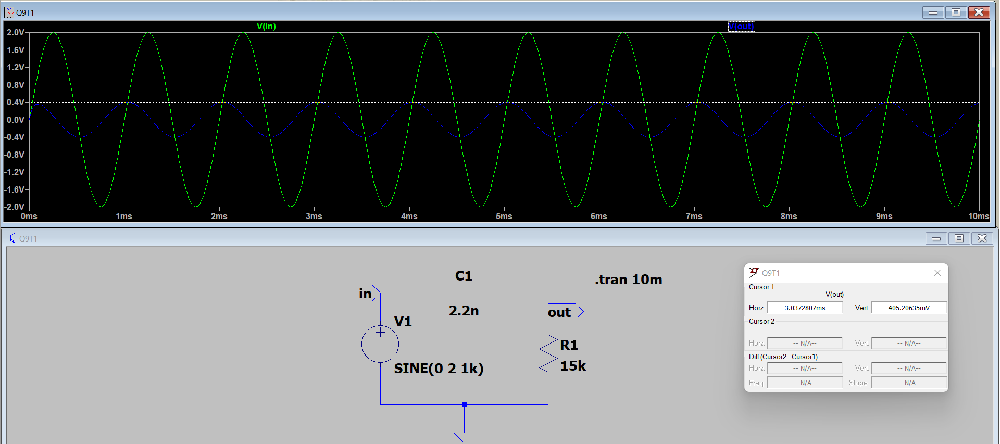 Q9T1
V(in)
V(out)
2.0V
1.6V
1.2V
0.8V
0.4V
0.0V
-0.4V
-0.8V
-1.2V
-1.6V
-2.0V
0ms 1ms 2ms 3ms 4ms 5ms 6ms 7ms 8ms 9ms 10ms
Q9T1
C1
.tran 10m
in
2.2n
out
V1
R1
15k
SINE(0 2 1k)
Q9T1
Cursor 1
V(out)
Horz: 3.0372807ms Vert: 405.20635mV
Cursor 2
Horz: -- N/A-- Vert: -- N/A--
Diff (Cursor2 - Cursor1)
Horz: -- N/A-- Vert: -- N/A--
Freq: -- N/A-- Slope: -- N/A--